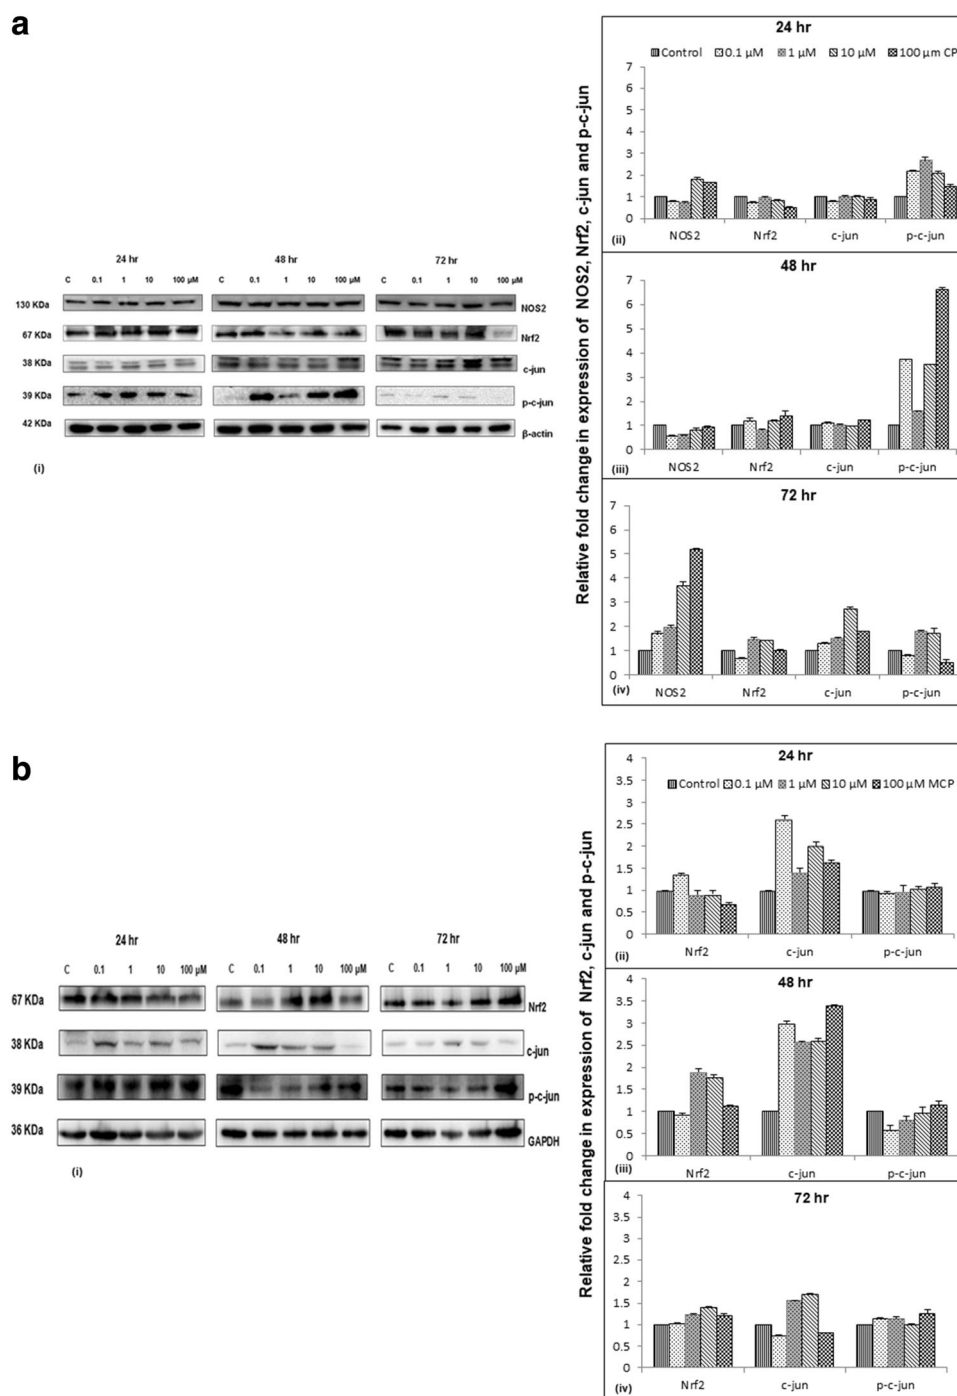 a
24 hr
48 hr
72 hr
C 0.1 1 10 100 µM C 0.1 1 10 100 µM C 0.1 1 10 100 µM
130 KDa NOS2
67 KDa Nrf2
38 KDa c-jun
39 KDa p-c-jun
42 KDa β-actin
(i)
Relative fold change in expression of NOS2, Nrf2, c-jun and p-c-jun
24 hr
Control 0.1 µM 1 µM 10 µM 100 µm CP
7
6
5
4
3
2
1
0
(ii)
NOS2 Nrf2 c-jun p-c-jun
48 hr
7
6
5
4
3
2
1
0
(iii)
NOS2 Nrf2 c-jun p-c-jun
72 hr
7
6
5
4
3
2
1
0
(iv)
NOS2 Nrf2 c-jun p-c-jun
b
24 hr 48 hr 72 hr
C 0.1 1 10 100 µM C 0.1 1 10 100 µM C 0.1 1 10 100 µM
67 KDa Nrf2
38 KDa c-jun
39 KDa p-c-jun
36 KDa GAPDH
(i)
Relative fold change in expression of Nrf2, c-jun and p-c-jun
24 hr
4
Control 0.1 µM 1 µM 10 µM 100 µM MCP
3.5
3
2.5
2
1.5
1
0.5
0
(ii)
Nrf2 c-jun p-c-jun
48 hr
4
3.5
3
2.5
2
1.5
1
0.5
0
(iii)
Nrf2 c-jun p-c-jun
72 hr
4
3.5
3
2.5
2
1.5
1
0.5
0
(iv)
Nrf2 c-jun p-c-jun